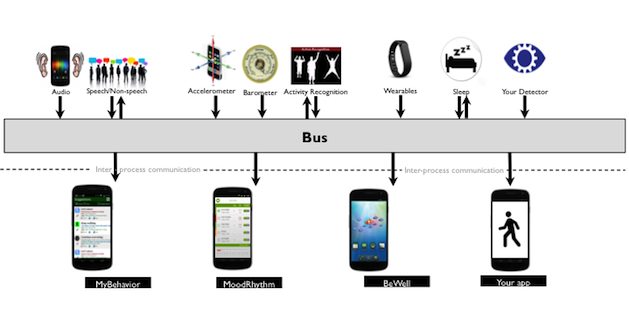 Audio
Speech/Non-speech
Accelerometer
Barometer
Activity Recognition
Wearables
zzz
Sleep
Your Detector
Bus
Inter-process communication
Inter-process communication
MyBehavior
MoodRhythm
BeWell
Your app